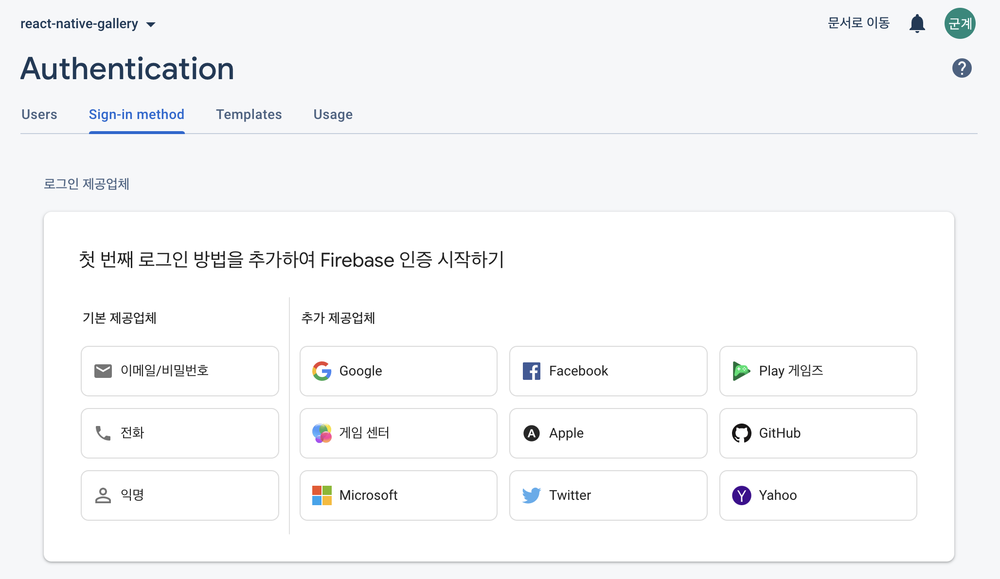 react-native-gallery
문서로 이동
군계
Authentication
Users
Sign-in method
Templates
Usage
로그인 제공업체
첫 번째 로그인 방법을 추가하여 Firebase 인증 시작하기
기본 제공업체
추가 제공업체
이메일/비밀번호
Google
Facebook
Play 게임즈
전화
게임 센터
Apple
GitHub
익명
Microsoft
Twitter
Yahoo